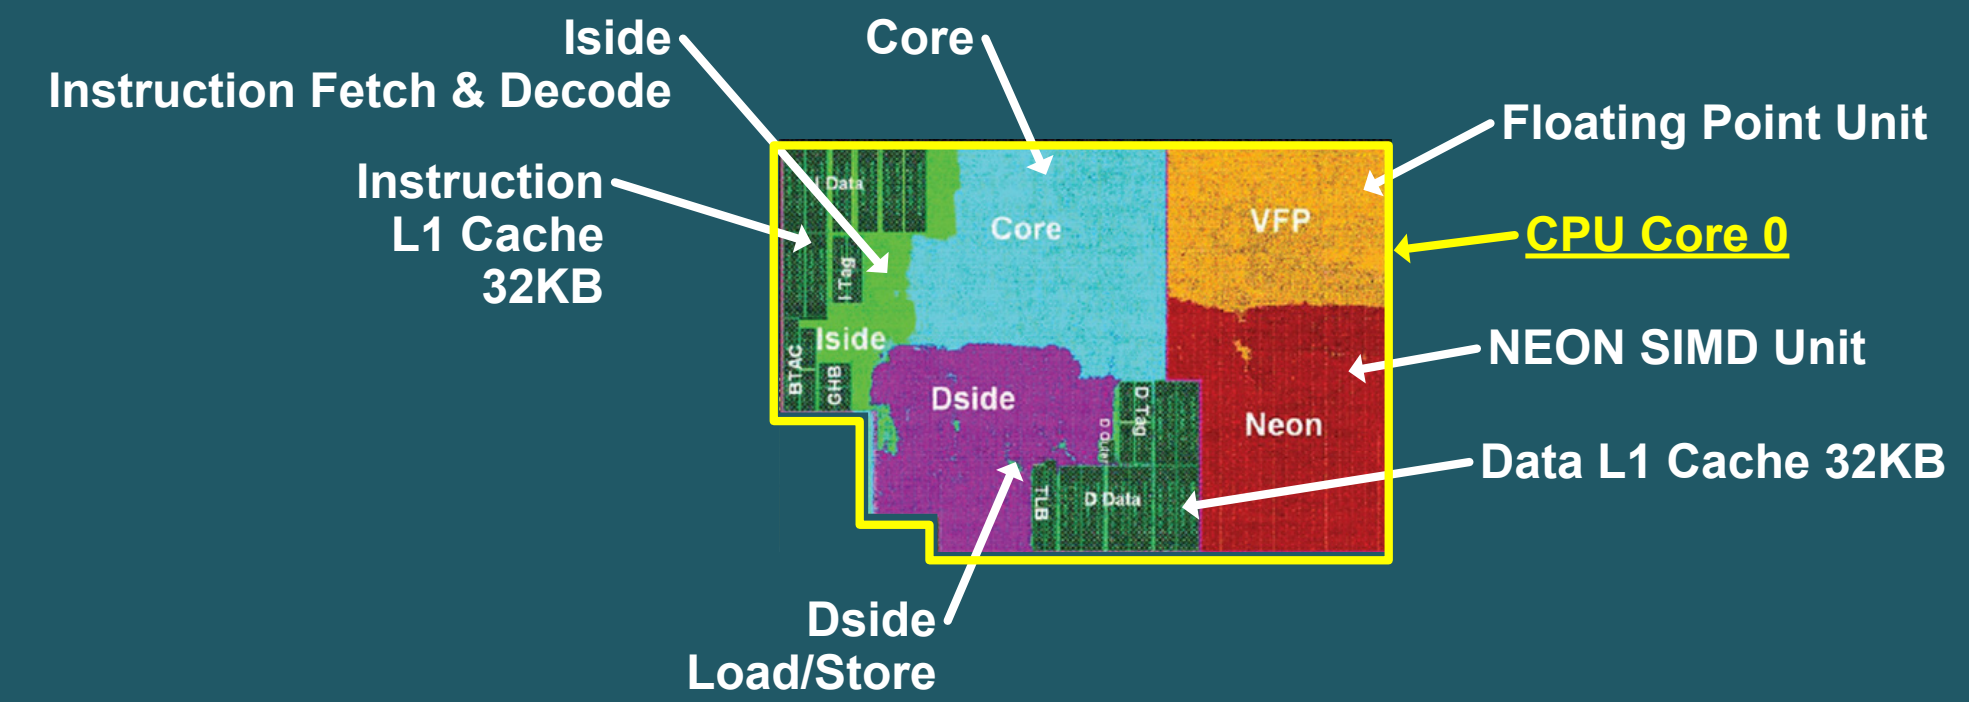 Iside
Instruction Fetch & Decode
Core
Floating Point Unit
Instruction
L1 Cache
32KB
CPU Core 0
NEON SIMD Unit
Data L1 Cache 32KB
Dside
Load/Store
I Data
I Tag
Iside
BTAC
GHB
Core
VFP
Dside
D Tag
Neon
TLB
D Data